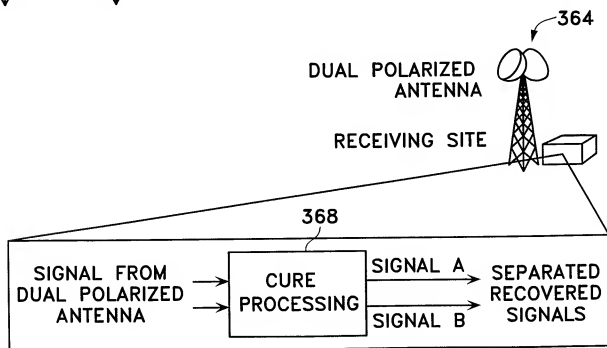 364
DUAL POLARIZED
ANTENNA
RECEIVING SITE
368
SIGNAL FROM
DUAL POLARIZED
ANTENNA
CURE
PROCESSING
SIGNAL A
SIGNAL B
SEPARATED
RECOVERED
SIGNALS